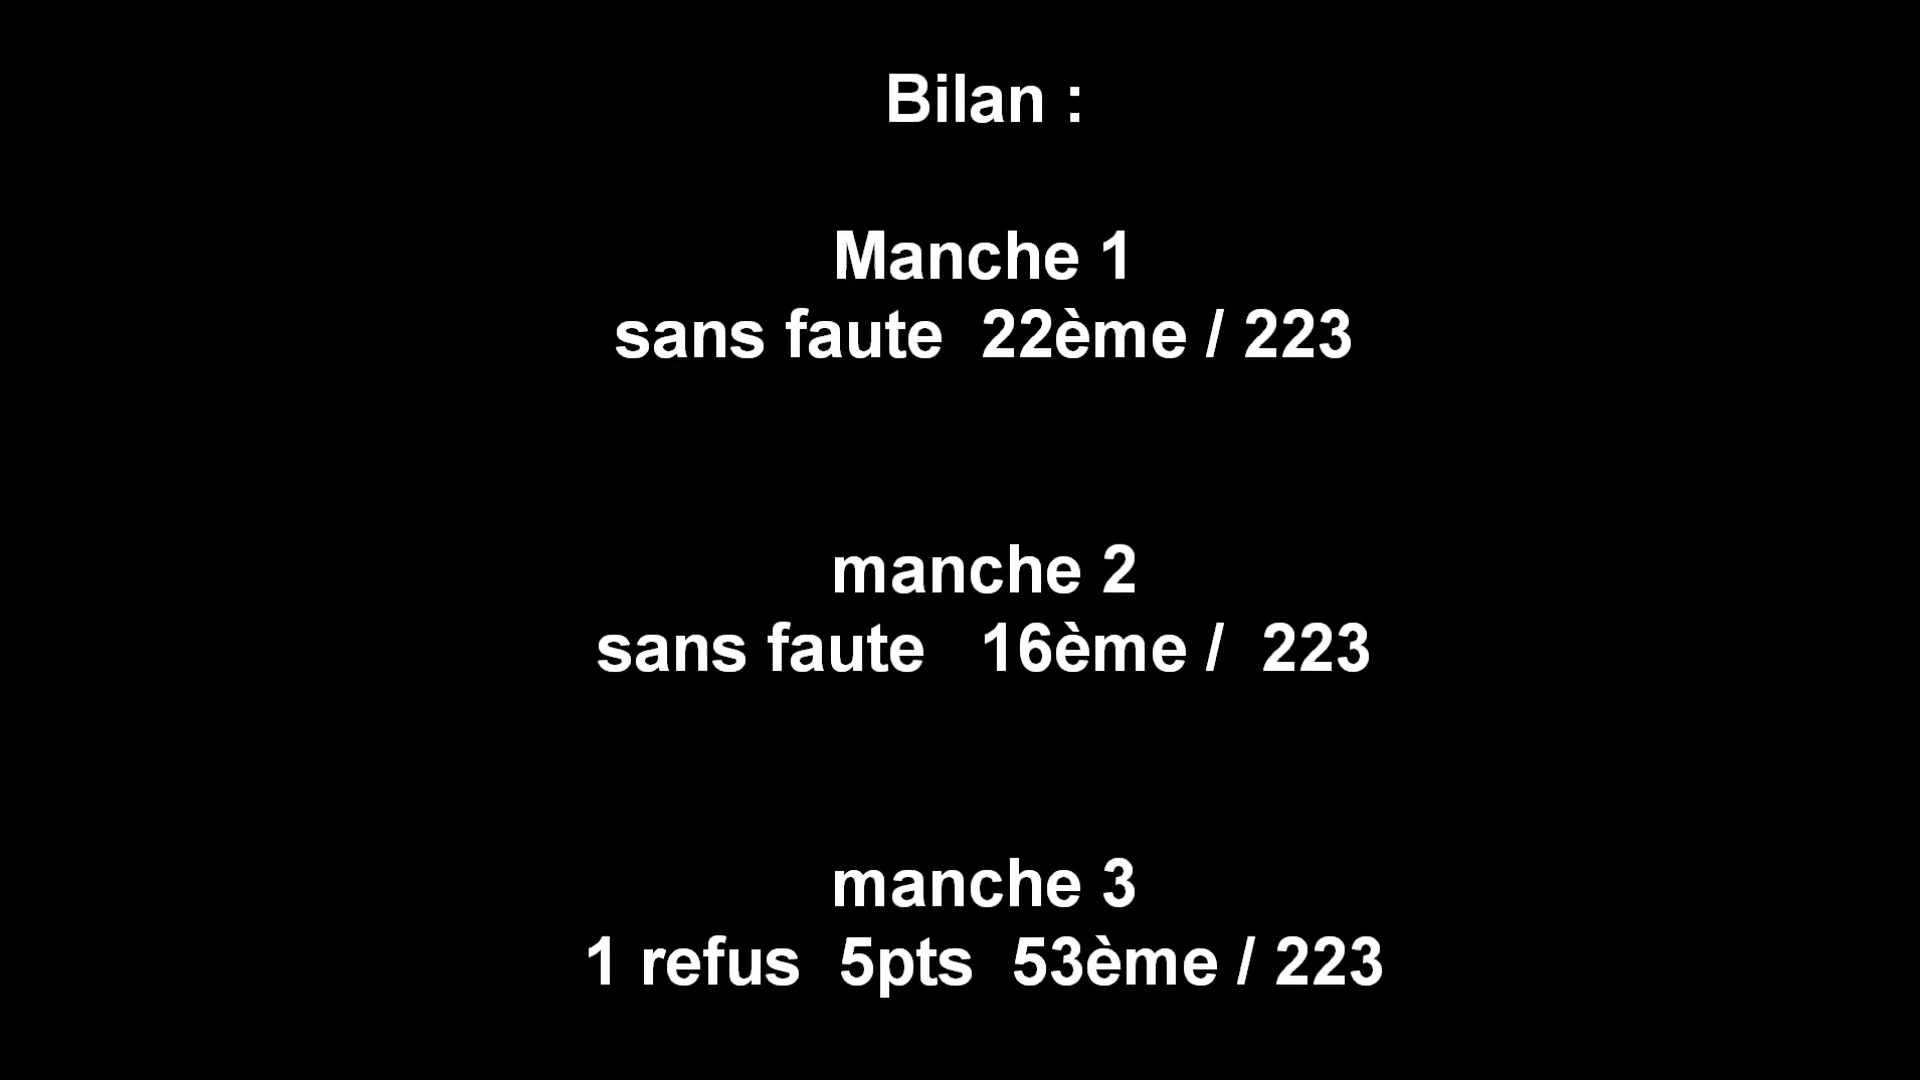 Bilan :
Manche 1
sans faute  22ème / 223
manche 2
sans faute   16ème /  223
manche 3
1 refus  5pts  53ème / 223